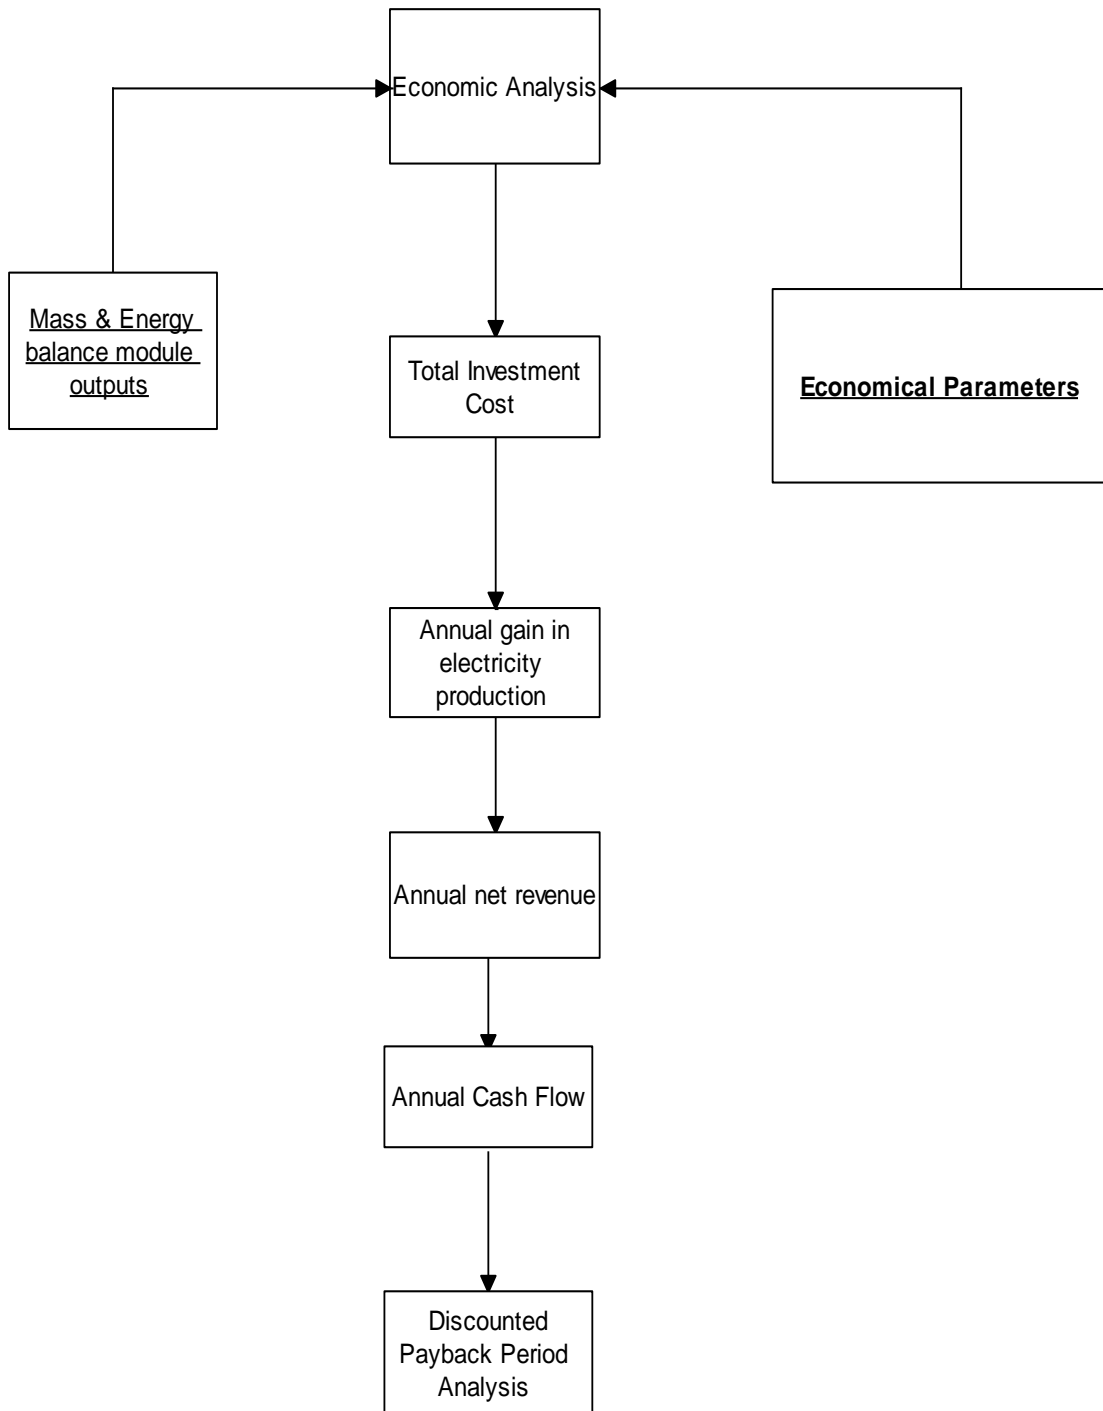 Economic Analysis
Mass & Energy
balance module
outputs
Total Investment
Cost
Economical Parameters
Annual gain in
electricity
production
Annual net revenue
Annual Cash Flow
Discounted
Payback Period
Analysis